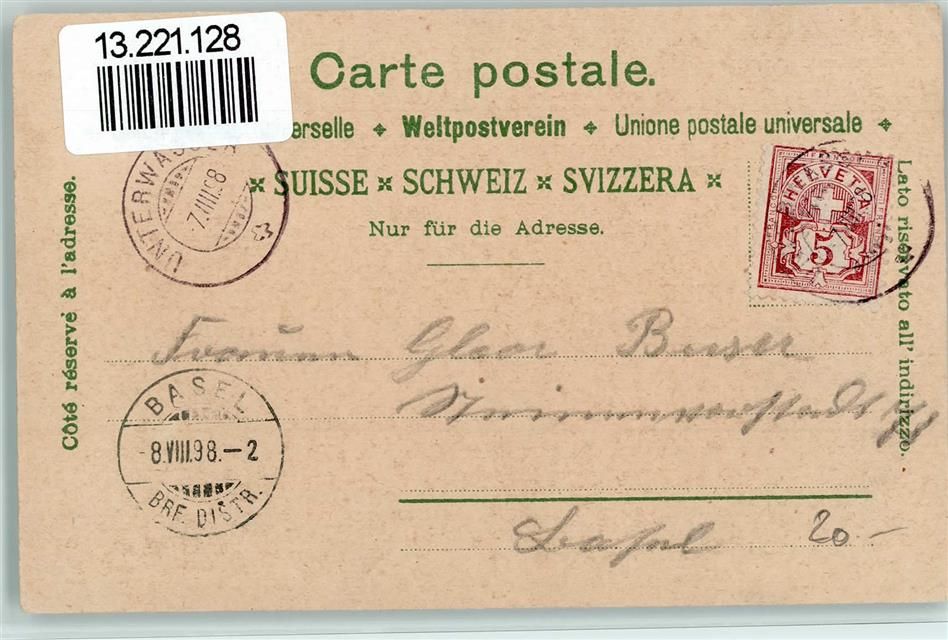 13.221.128
Carte postale.
erselle ✦ Weltpostverein ✦ Unione postale universale ✦
SUISSE × SCHWEIZ × SVIZZERA ×
Nur für die Adresse.
Côté réservé à l'adresse.
Lato riservato all' indirizzo.
UNTERWASS
7.VIII.98
HELVETIA
5
Buser
Basel
20.-
BASEL
-8.VIII.98.-2
BRF. DISTR.